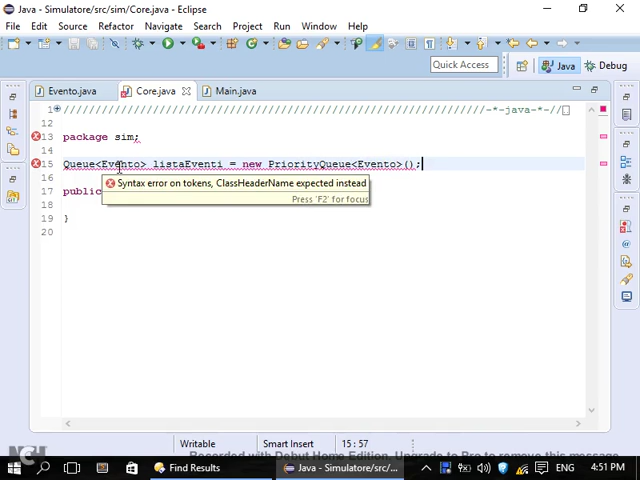 Java - Simulatore/src/sim/Core.java - Eclipse
File Edit Source Refactor Navigate Search Project Run Window Help
Quick Access
Java
Debug
Evento.java
Core.java
Main.java
1 ////////////////////////////////////////////////////////////////-*-java-*-//
13 package sim;
14
15 Queue<Evento> listaEventi = new PriorityQueue<Evento>();
16
Syntax error on tokens, ClassHeaderName expected instead
Press 'F2' for focus
17 public
18
19 }
20
Writable
Smart Insert
15 : 57
NCH
Recorded with Debut Home Edition. Upgrade to Pro to remove this message
Find Results
Java - Simulatore/src/...
ENG
4:51 PM